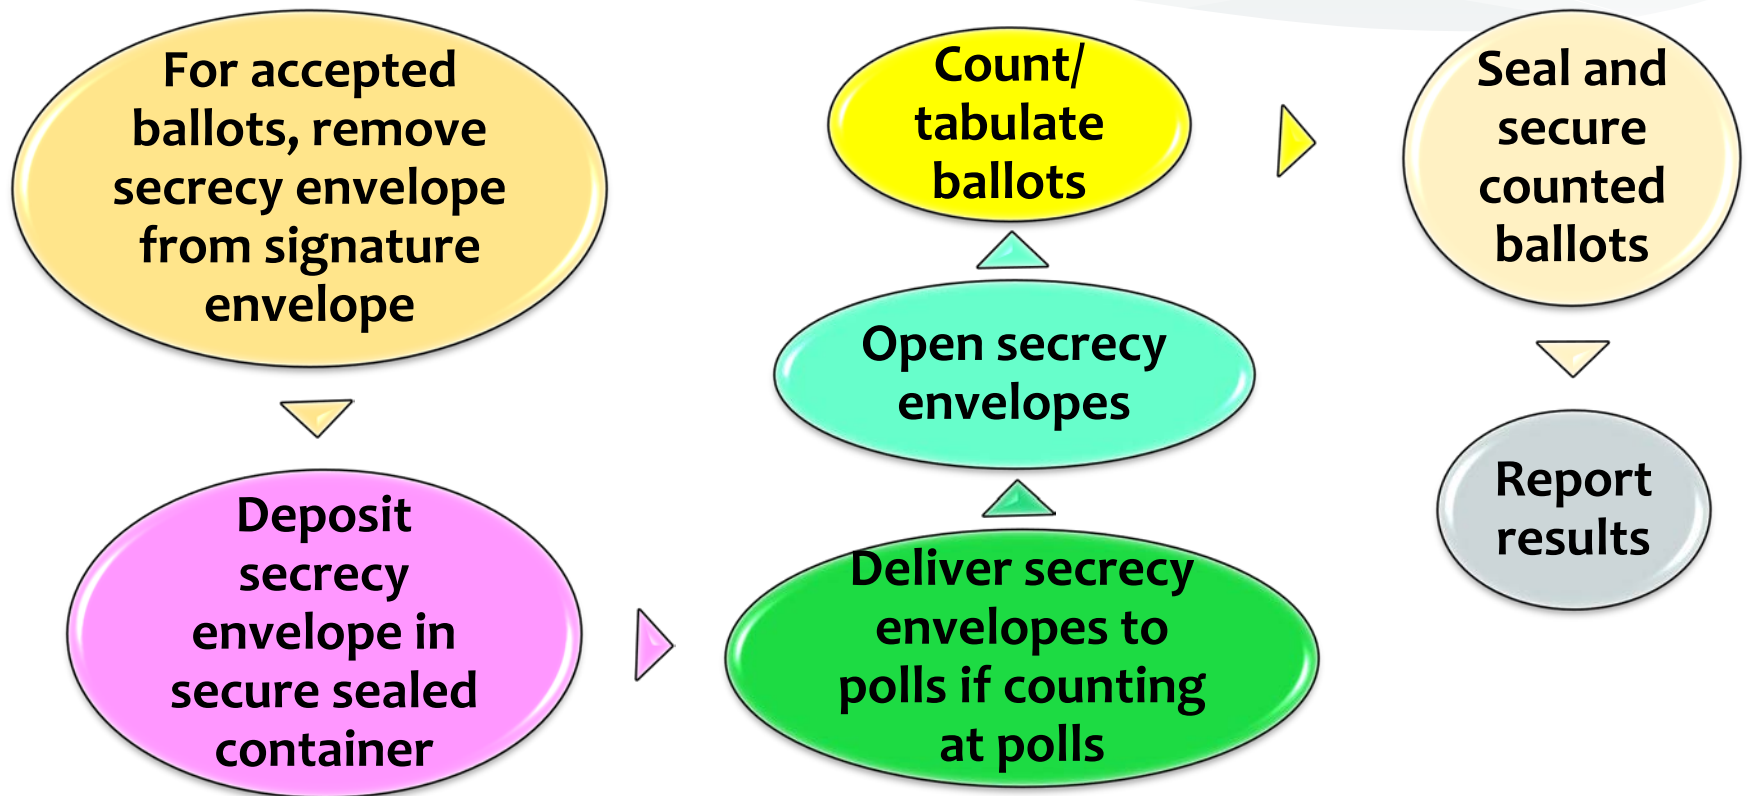 For accepted
ballots, remove
secrecy envelope
from signature
envelope
Deposit
secrecy
envelope in
secure sealed
container
Deliver secrecy
envelopes to
polls if counting
at polls
Open secrecy
envelopes
Count/
tabulate
ballots
Seal and
secure
counted
ballots
Report
results